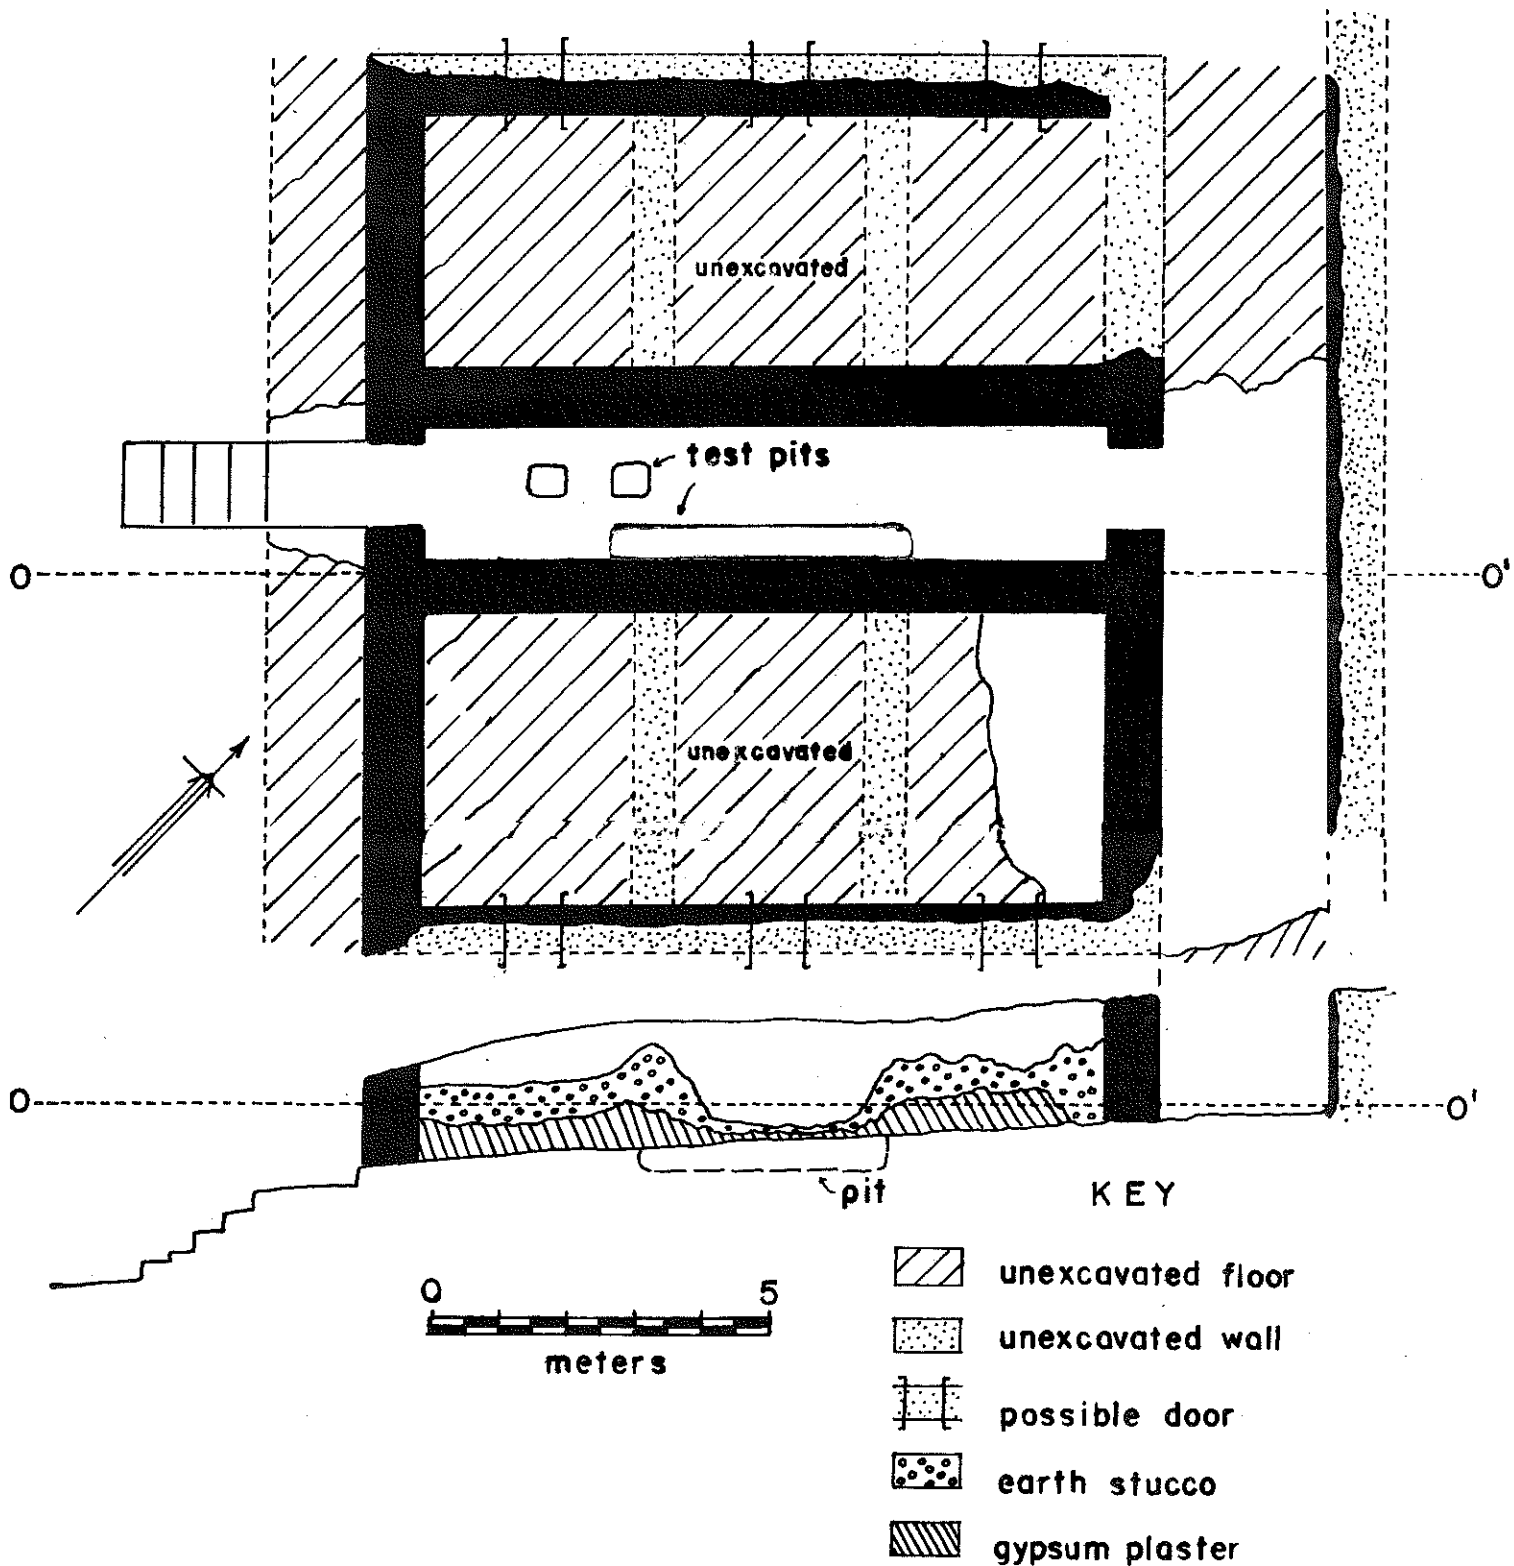 unexcavated
test pits
O O'
unexcavated
O O'
pit
KEY
0 5
meters
unexcavated floor
unexcavated wall
possible door
earth stucco
gypsum plaster